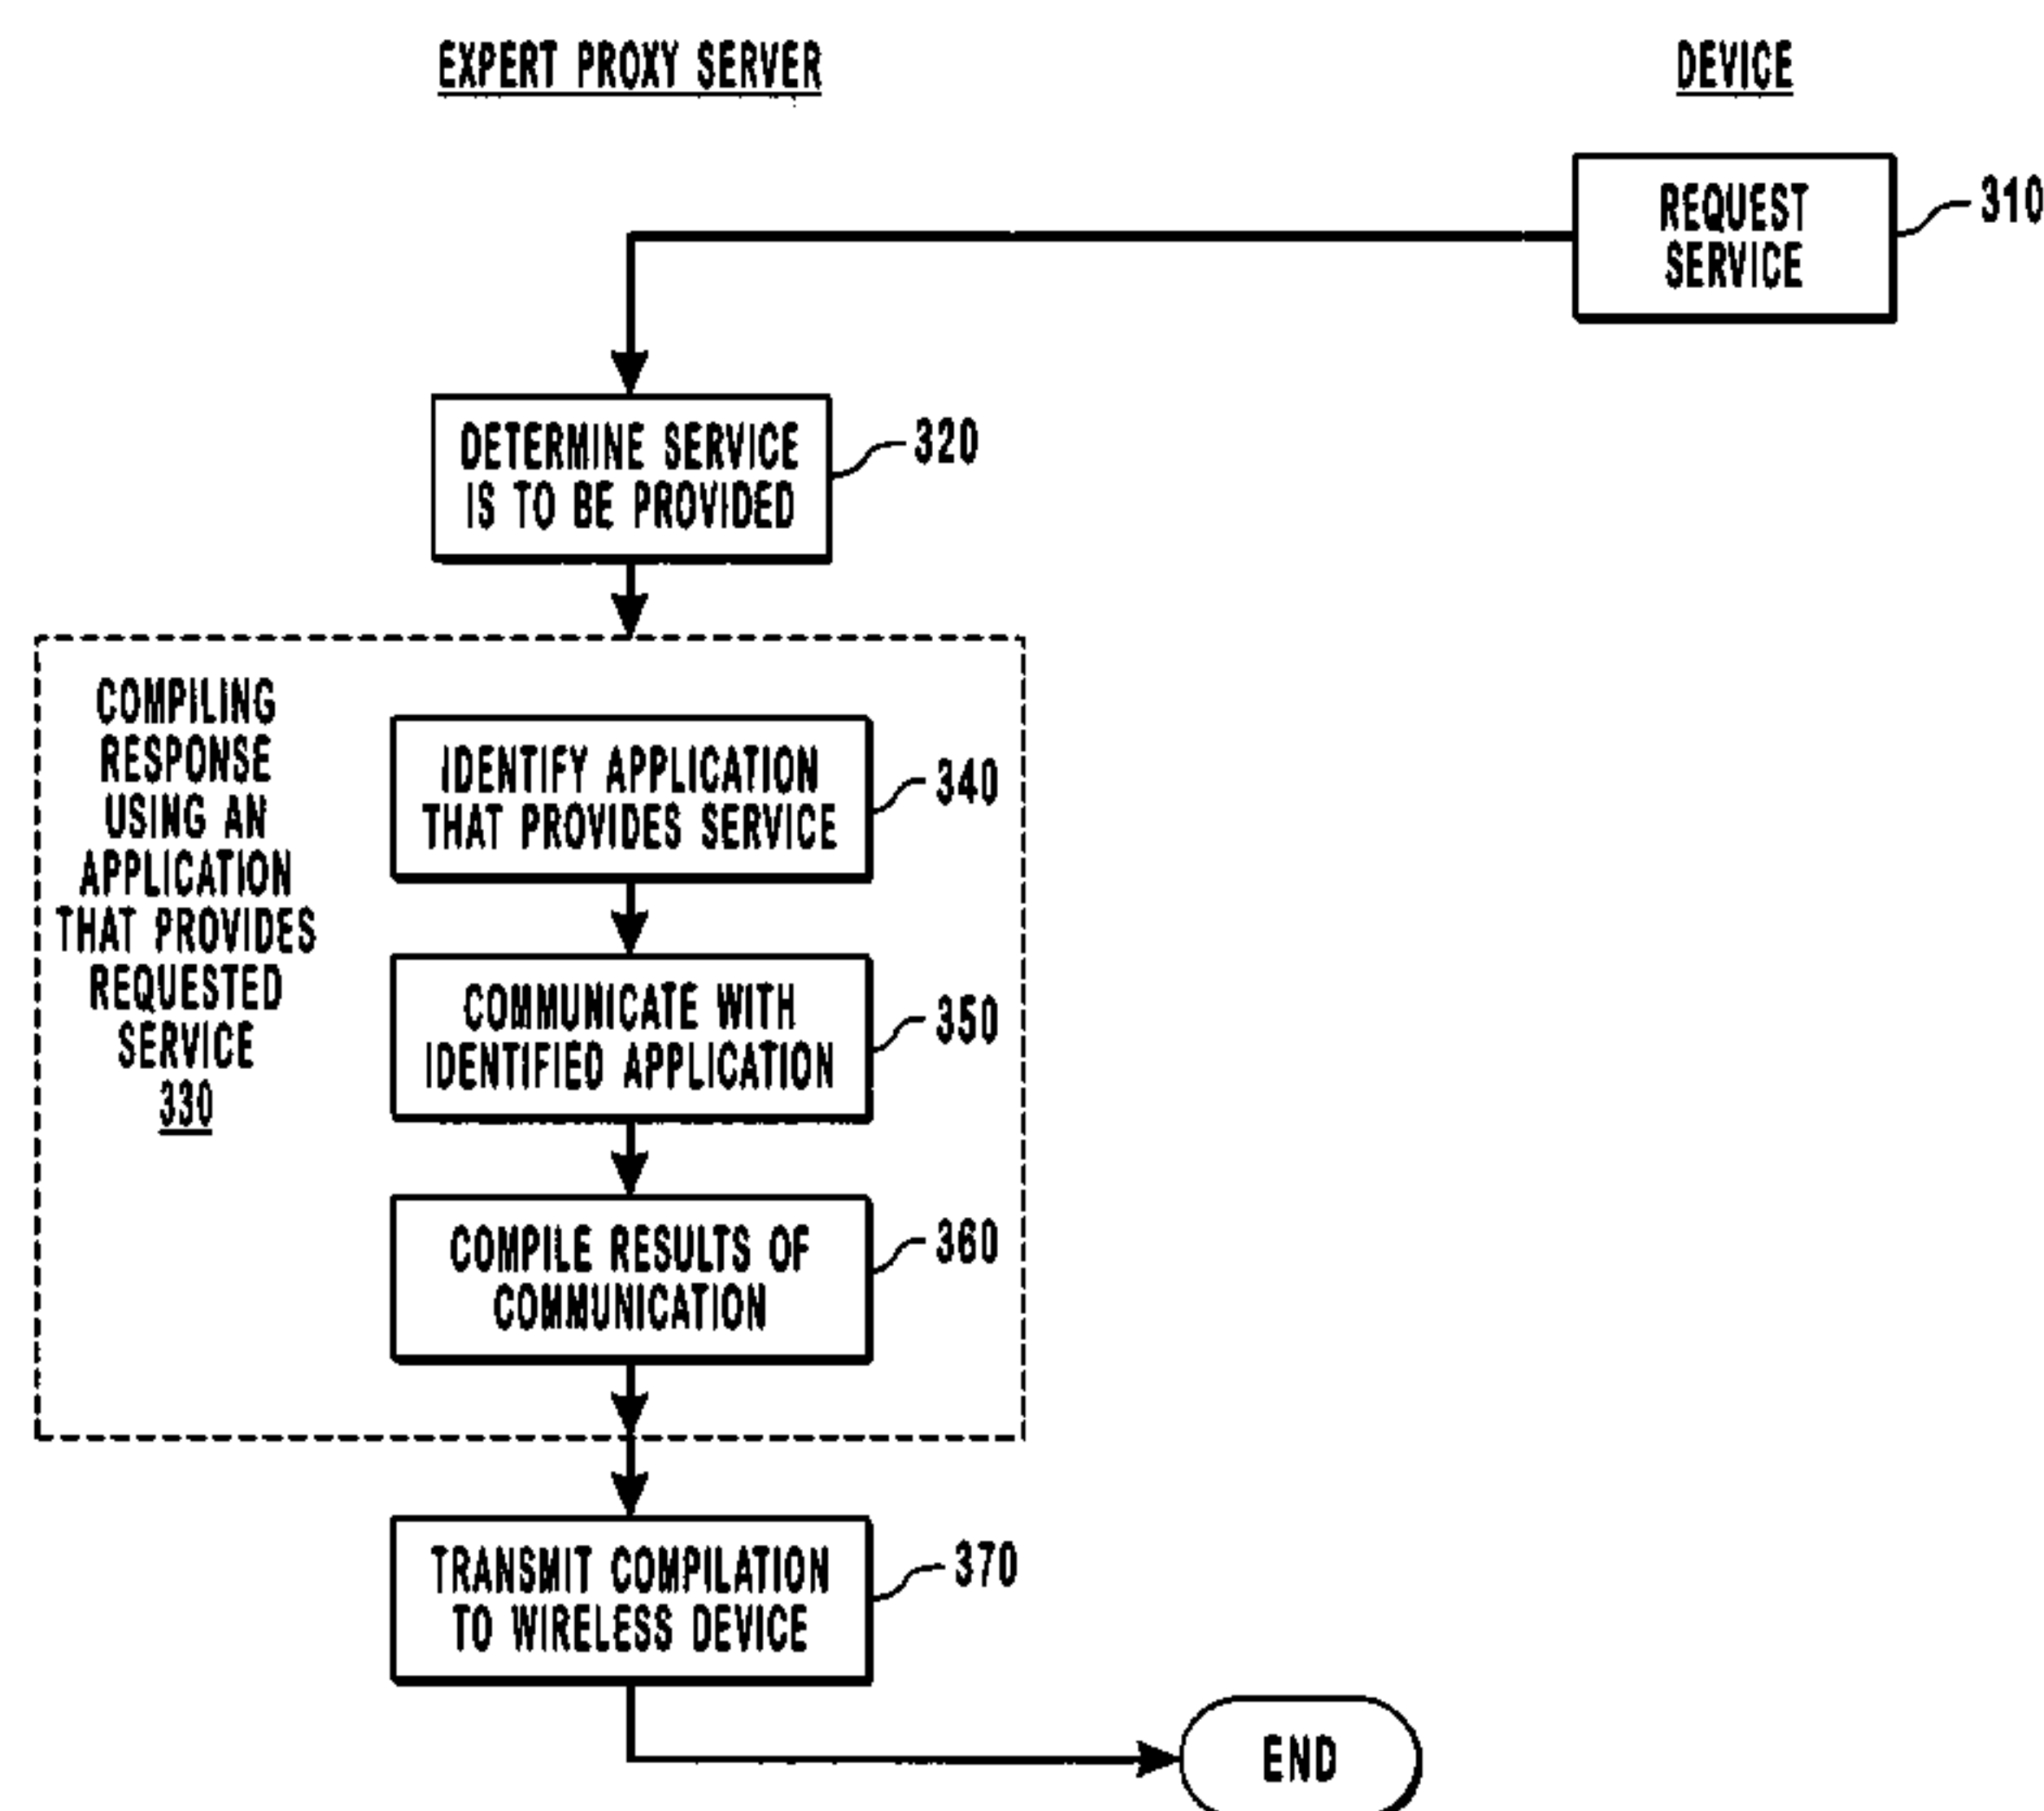 EXPERT PROXY SERVER
DEVICE
REQUEST
SERVICE
310
DETERMINE SERVICE
IS TO BE PROVIDED
320
COMPILING
RESPONSE
USING AN
APPLICATION
THAT PROVIDES
REQUESTED
SERVICE
330
IDENTIFY APPLICATION
THAT PROVIDES SERVICE
340
COMMUNICATE WITH
IDENTIFIED APPLICATION
350
COMPILE RESULTS OF
COMMUNICATION
360
TRANSMIT COMPILATION
TO WIRELESS DEVICE
370
END